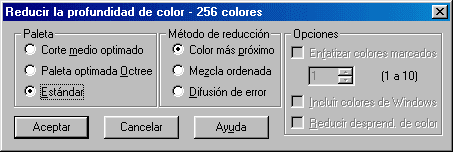 Reducir la profundidad de color - 256 colores
Paleta
Corte medio optimado
Paleta optimada Octree
Estándar
Método de reducción
Color más próximo
Mezcla ordenada
Difusión de error
Opciones
Enfatizar colores marcados
1 (1 a 10)
Incluir colores de Windows
Reducir desprend. de color
Aceptar Cancelar Ayuda